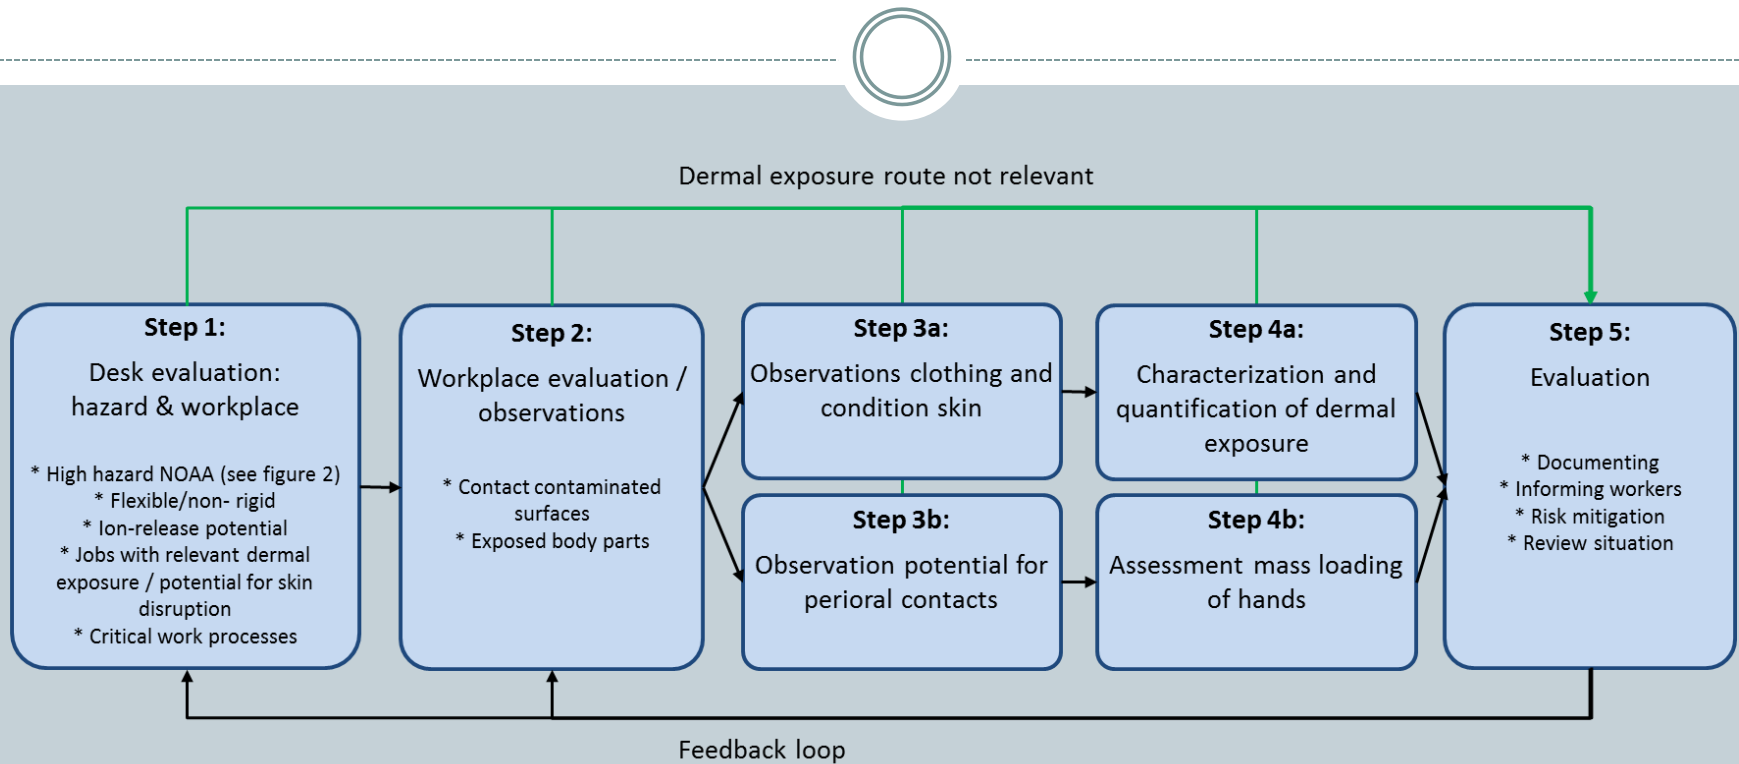 Dermal exposure route not relevant
Step 1:
Desk evaluation:
hazard & workplace
* High hazard NOAA (see figure 2)
* Flexible/non- rigid
* Ion-release potential
* Jobs with relevant dermal
exposure / potential for skin
disruption
* Critical work processes
Step 2:
Workplace evaluation /
observations
* Contact contaminated
surfaces
* Exposed body parts
Step 3a:
Observations clothing and
condition skin
Step 3b:
Observation potential for
perioral contacts
Step 4a:
Characterization and
quantification of dermal
exposure
Step 4b:
Assessment mass loading
of hands
Step 5:
Evaluation
* Documenting
* Informing workers
* Risk mitigation
* Review situation
Feedback loop